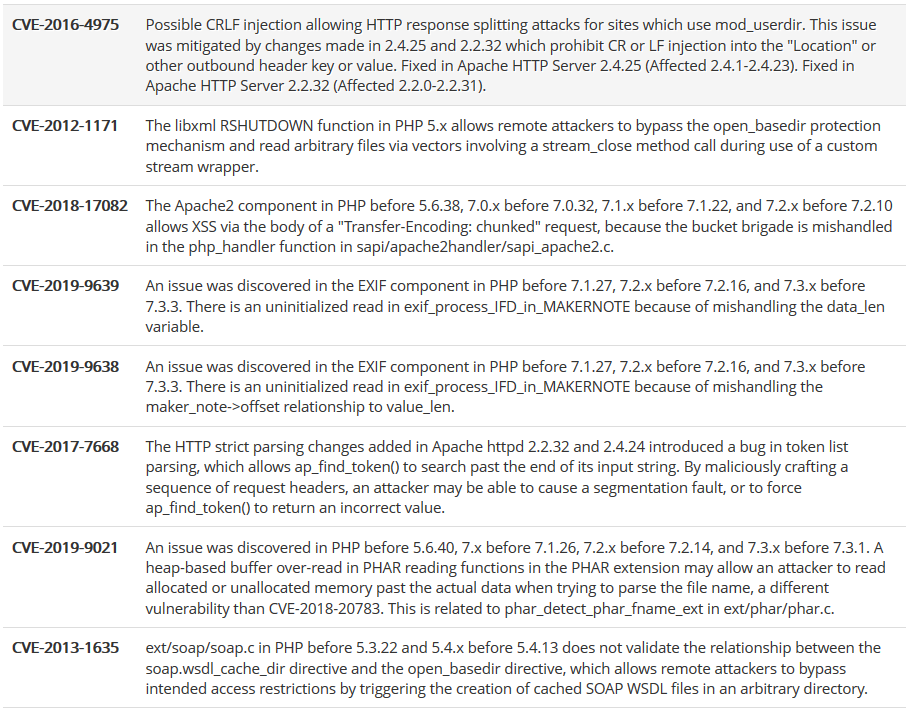 CVE-2016-4975 Possible CRLF injection allowing HTTP response splitting attacks for sites which use mod_userdir. This issue
was mitigated by changes made in 2.4.25 and 2.2.32 which prohibit CR or LF injection into the "Location" or
other outbound header key or value. Fixed in Apache HTTP Server 2.4.25 (Affected 2.4.1-2.4.23). Fixed in
Apache HTTP Server 2.2.32 (Affected 2.2.0-2.2.31).
CVE-2012-1171 The libxml RSHUTDOWN function in PHP 5.x allows remote attackers to bypass the open_basedir protection
mechanism and read arbitrary files via vectors involving a stream_close method call during use of a custom
stream wrapper.
CVE-2018-17082 The Apache2 component in PHP before 5.6.38, 7.0.x before 7.0.32, 7.1.x before 7.1.22, and 7.2.x before 7.2.10
allows XSS via the body of a "Transfer-Encoding: chunked" request, because the bucket brigade is mishandled
in the php_handler function in sapi/apache2handler/sapi_apache2.c.
CVE-2019-9639 An issue was discovered in the EXIF component in PHP before 7.1.27, 7.2.x before 7.2.16, and 7.3.x before
7.3.3. There is an uninitialized read in exif_process_IFD_in_MAKERNOTE because of mishandling the data_len
variable.
CVE-2019-9638 An issue was discovered in the EXIF component in PHP before 7.1.27, 7.2.x before 7.2.16, and 7.3.x before
7.3.3. There is an uninitialized read in exif_process_IFD_in_MAKERNOTE because of mishandling the
maker_note->offset relationship to value_len.
CVE-2017-7668 The HTTP strict parsing changes added in Apache httpd 2.2.32 and 2.4.24 introduced a bug in token list
parsing, which allows ap_find_token() to search past the end of its input string. By maliciously crafting a
sequence of request headers, an attacker may be able to cause a segmentation fault, or to force
ap_find_token() to return an incorrect value.
CVE-2019-9021 An issue was discovered in PHP before 5.6.40, 7.x before 7.1.26, 7.2.x before 7.2.14, and 7.3.x before 7.3.1. A
heap-based buffer over-read in PHAR reading functions in the PHAR extension may allow an attacker to read
allocated or unallocated memory past the actual data when trying to parse the file name, a different
vulnerability than CVE-2018-20783. This is related to phar_detect_phar_fname_ext in ext/phar/phar.c.
CVE-2013-1635 ext/soap/soap.c in PHP before 5.3.22 and 5.4.x before 5.4.13 does not validate the relationship between the
soap.wsdl_cache_dir directive and the open_basedir directive, which allows remote attackers to bypass
intended access restrictions by triggering the creation of cached SOAP WSDL files in an arbitrary directory.